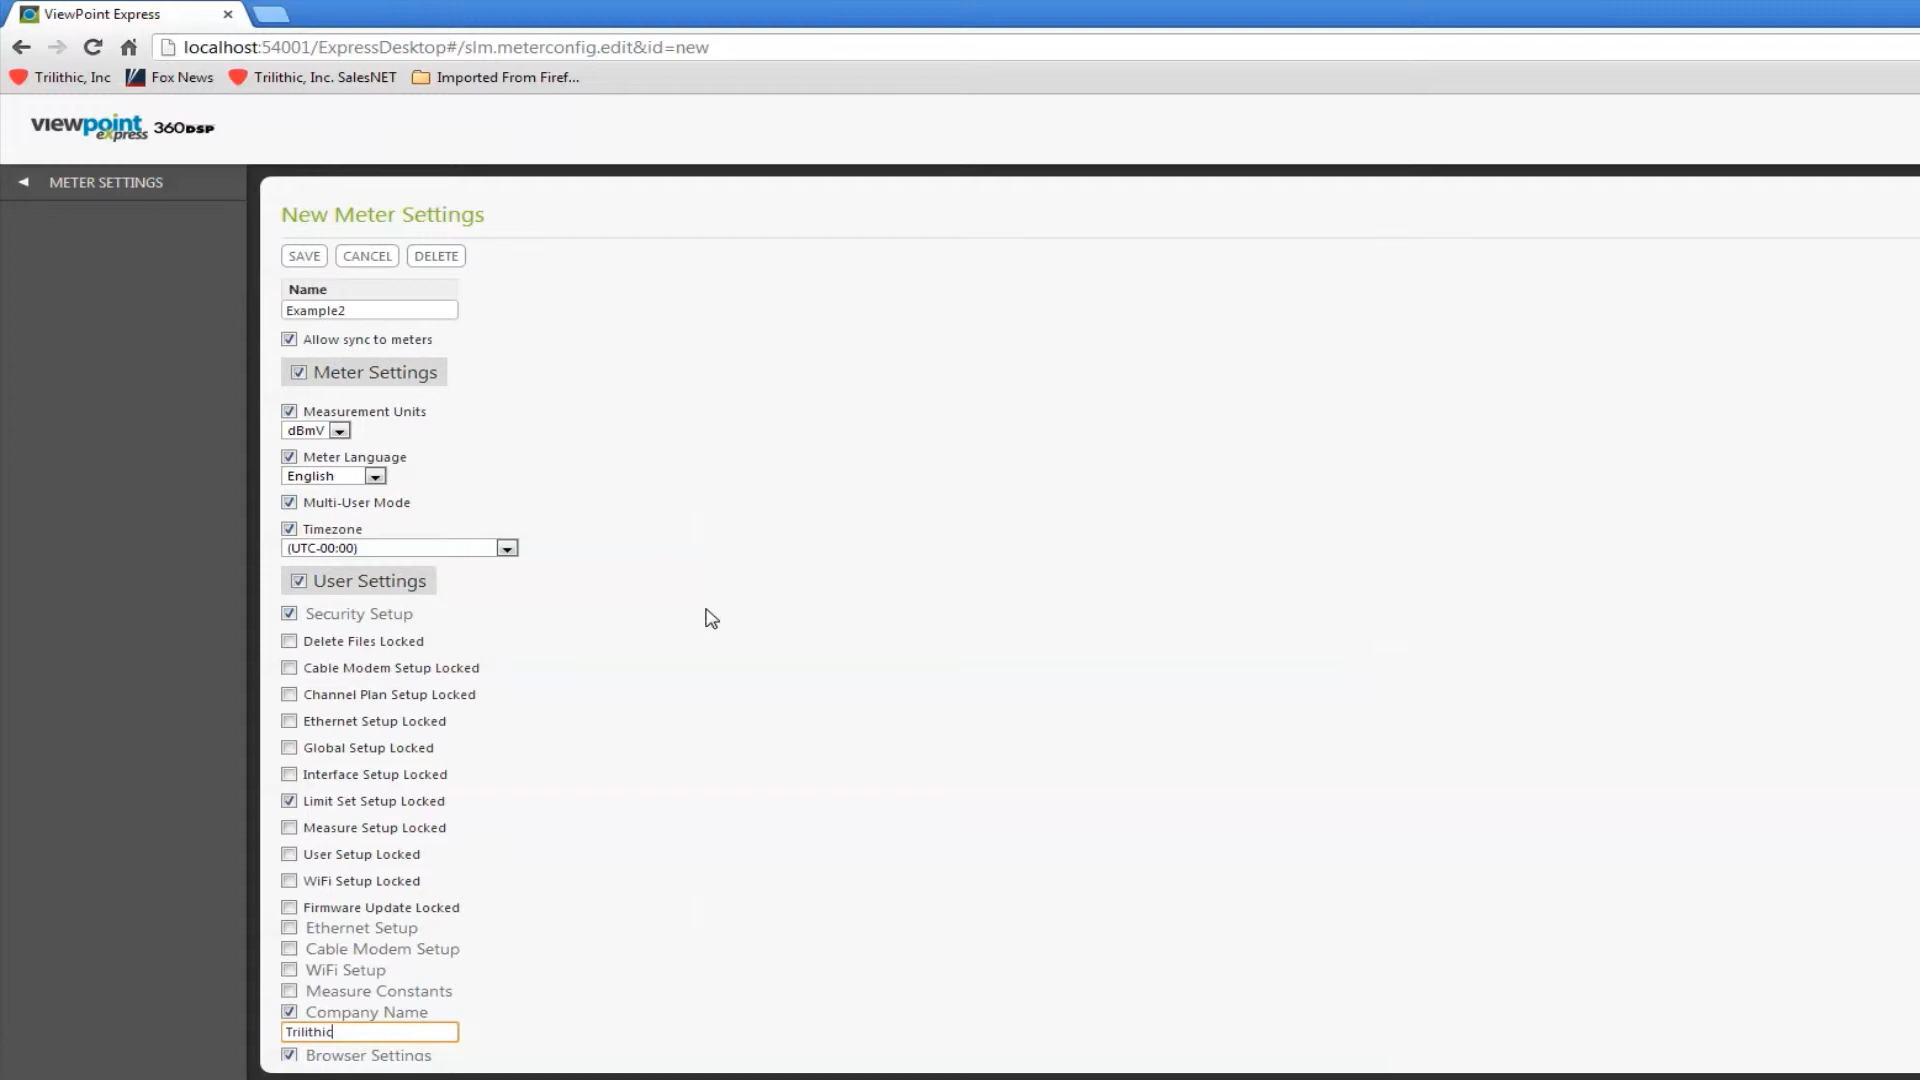 ViewPoint Express
localhost:54001/ExpressDesktop#/slm.meterconfig.edit&id=new
Trilithic, Inc Fox News Trilithic, Inc. SalesNET Imported From Firef...
viewpoint express 360DSP
METER SETTINGS
New Meter Settings
SAVE CANCEL DELETE
Name
Example2
Allow sync to meters
Meter Settings
Measurement Units
dBmV
Meter Language
English
Multi-User Mode
Timezone
(UTC-00:00)
User Settings
Security Setup
Delete Files Locked
Cable Modem Setup Locked
Channel Plan Setup Locked
Ethernet Setup Locked
Global Setup Locked
Interface Setup Locked
Limit Set Setup Locked
Measure Setup Locked
User Setup Locked
WiFi Setup Locked
Firmware Update Locked
Ethernet Setup
Cable Modem Setup
WiFi Setup
Measure Constants
Company Name
Trilithic
Browser Settings